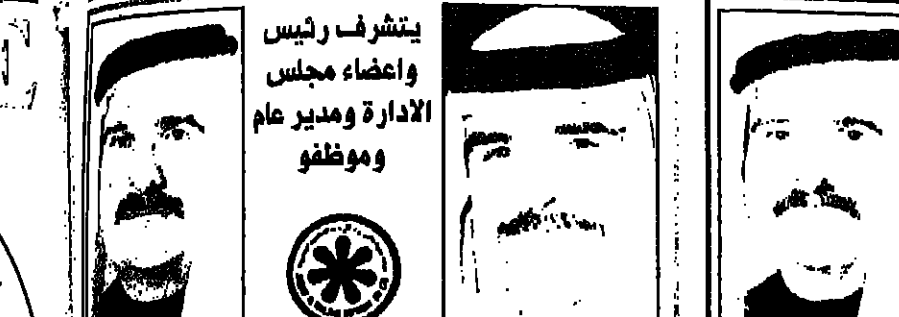 يتشرف رئيس
واعضاء مجلس
الادارة ومدير عام
وموظفو